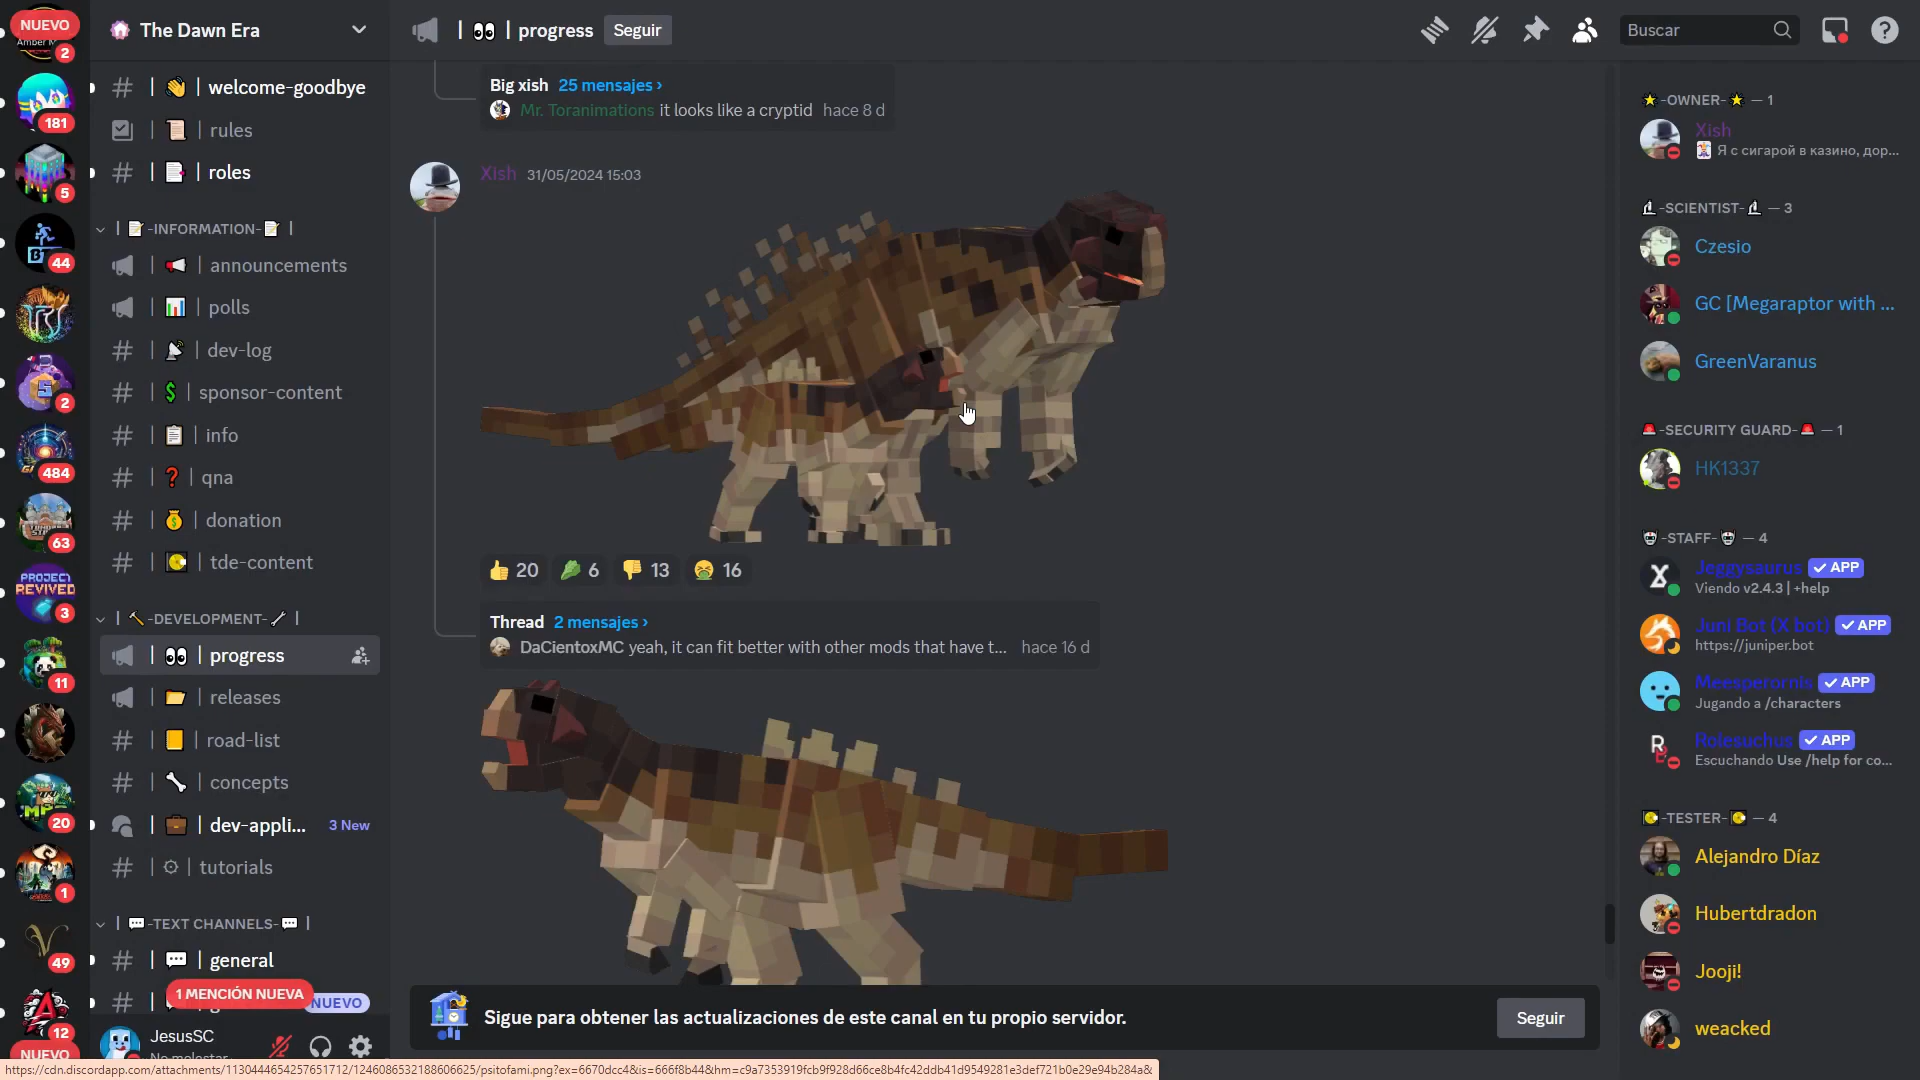 NUEVO
Amber M
2
181
5
44
2
484
63
PROJECT
REVIVED
3
11
20
1
49
12
NUEVO
The Dawn Era
welcome-goodbye
rules
roles
-INFORMATION-
announcements
polls
dev-log
sponsor-content
info
qna
donation
tde-content
-DEVELOPMENT-
progress
releases
road-list
concepts
dev-appli... 3 New
tutorials
-TEXT CHANNELS-
general
1 MENCIÓN NUEVA
NUEVO
JesusSC
No molestar
| progress Seguir
Buscar
Big xish 25 mensajes ›
Mr. Toranimations it looks like a cryptid hace 8 d
Xish 31/05/2024 15:03
20 6 13 16
Thread 2 mensajes ›
DaCientoxMC yeah, it can fit better with other mods that have t... hace 16 d
Sigue para obtener las actualizaciones de este canal en tu propio servidor.
Seguir
-OWNER- — 1
Xish
Я с сигарой в казино, дор...
-SCIENTIST- — 3
Czesio
GC [Megaraptor with ...
GreenVaranus
-SECURITY GUARD- — 1
HK1337
-STAFF- — 4
Jeggysaurus ✓ APP
Viendo v2.4.3 | +help
Juni Bot (X bot) ✓ APP
https://juniper.bot
Meesperornis ✓ APP
Jugando a /characters
Rolesuchus ✓ APP
Escuchando Use /help for co...
-TESTER- — 4
Alejandro Díaz
Hubertdradon
Jooji!
weacked
https://cdn.discordapp.com/attachments/1130444654257651712/1246086532188606625/psitofami.png?ex=6670dcc4&is=666f8b44&hm=c9a7353919fcb9f928d66ce8b4fc42ddb41d9549281e3def721b0e29e94b284a&